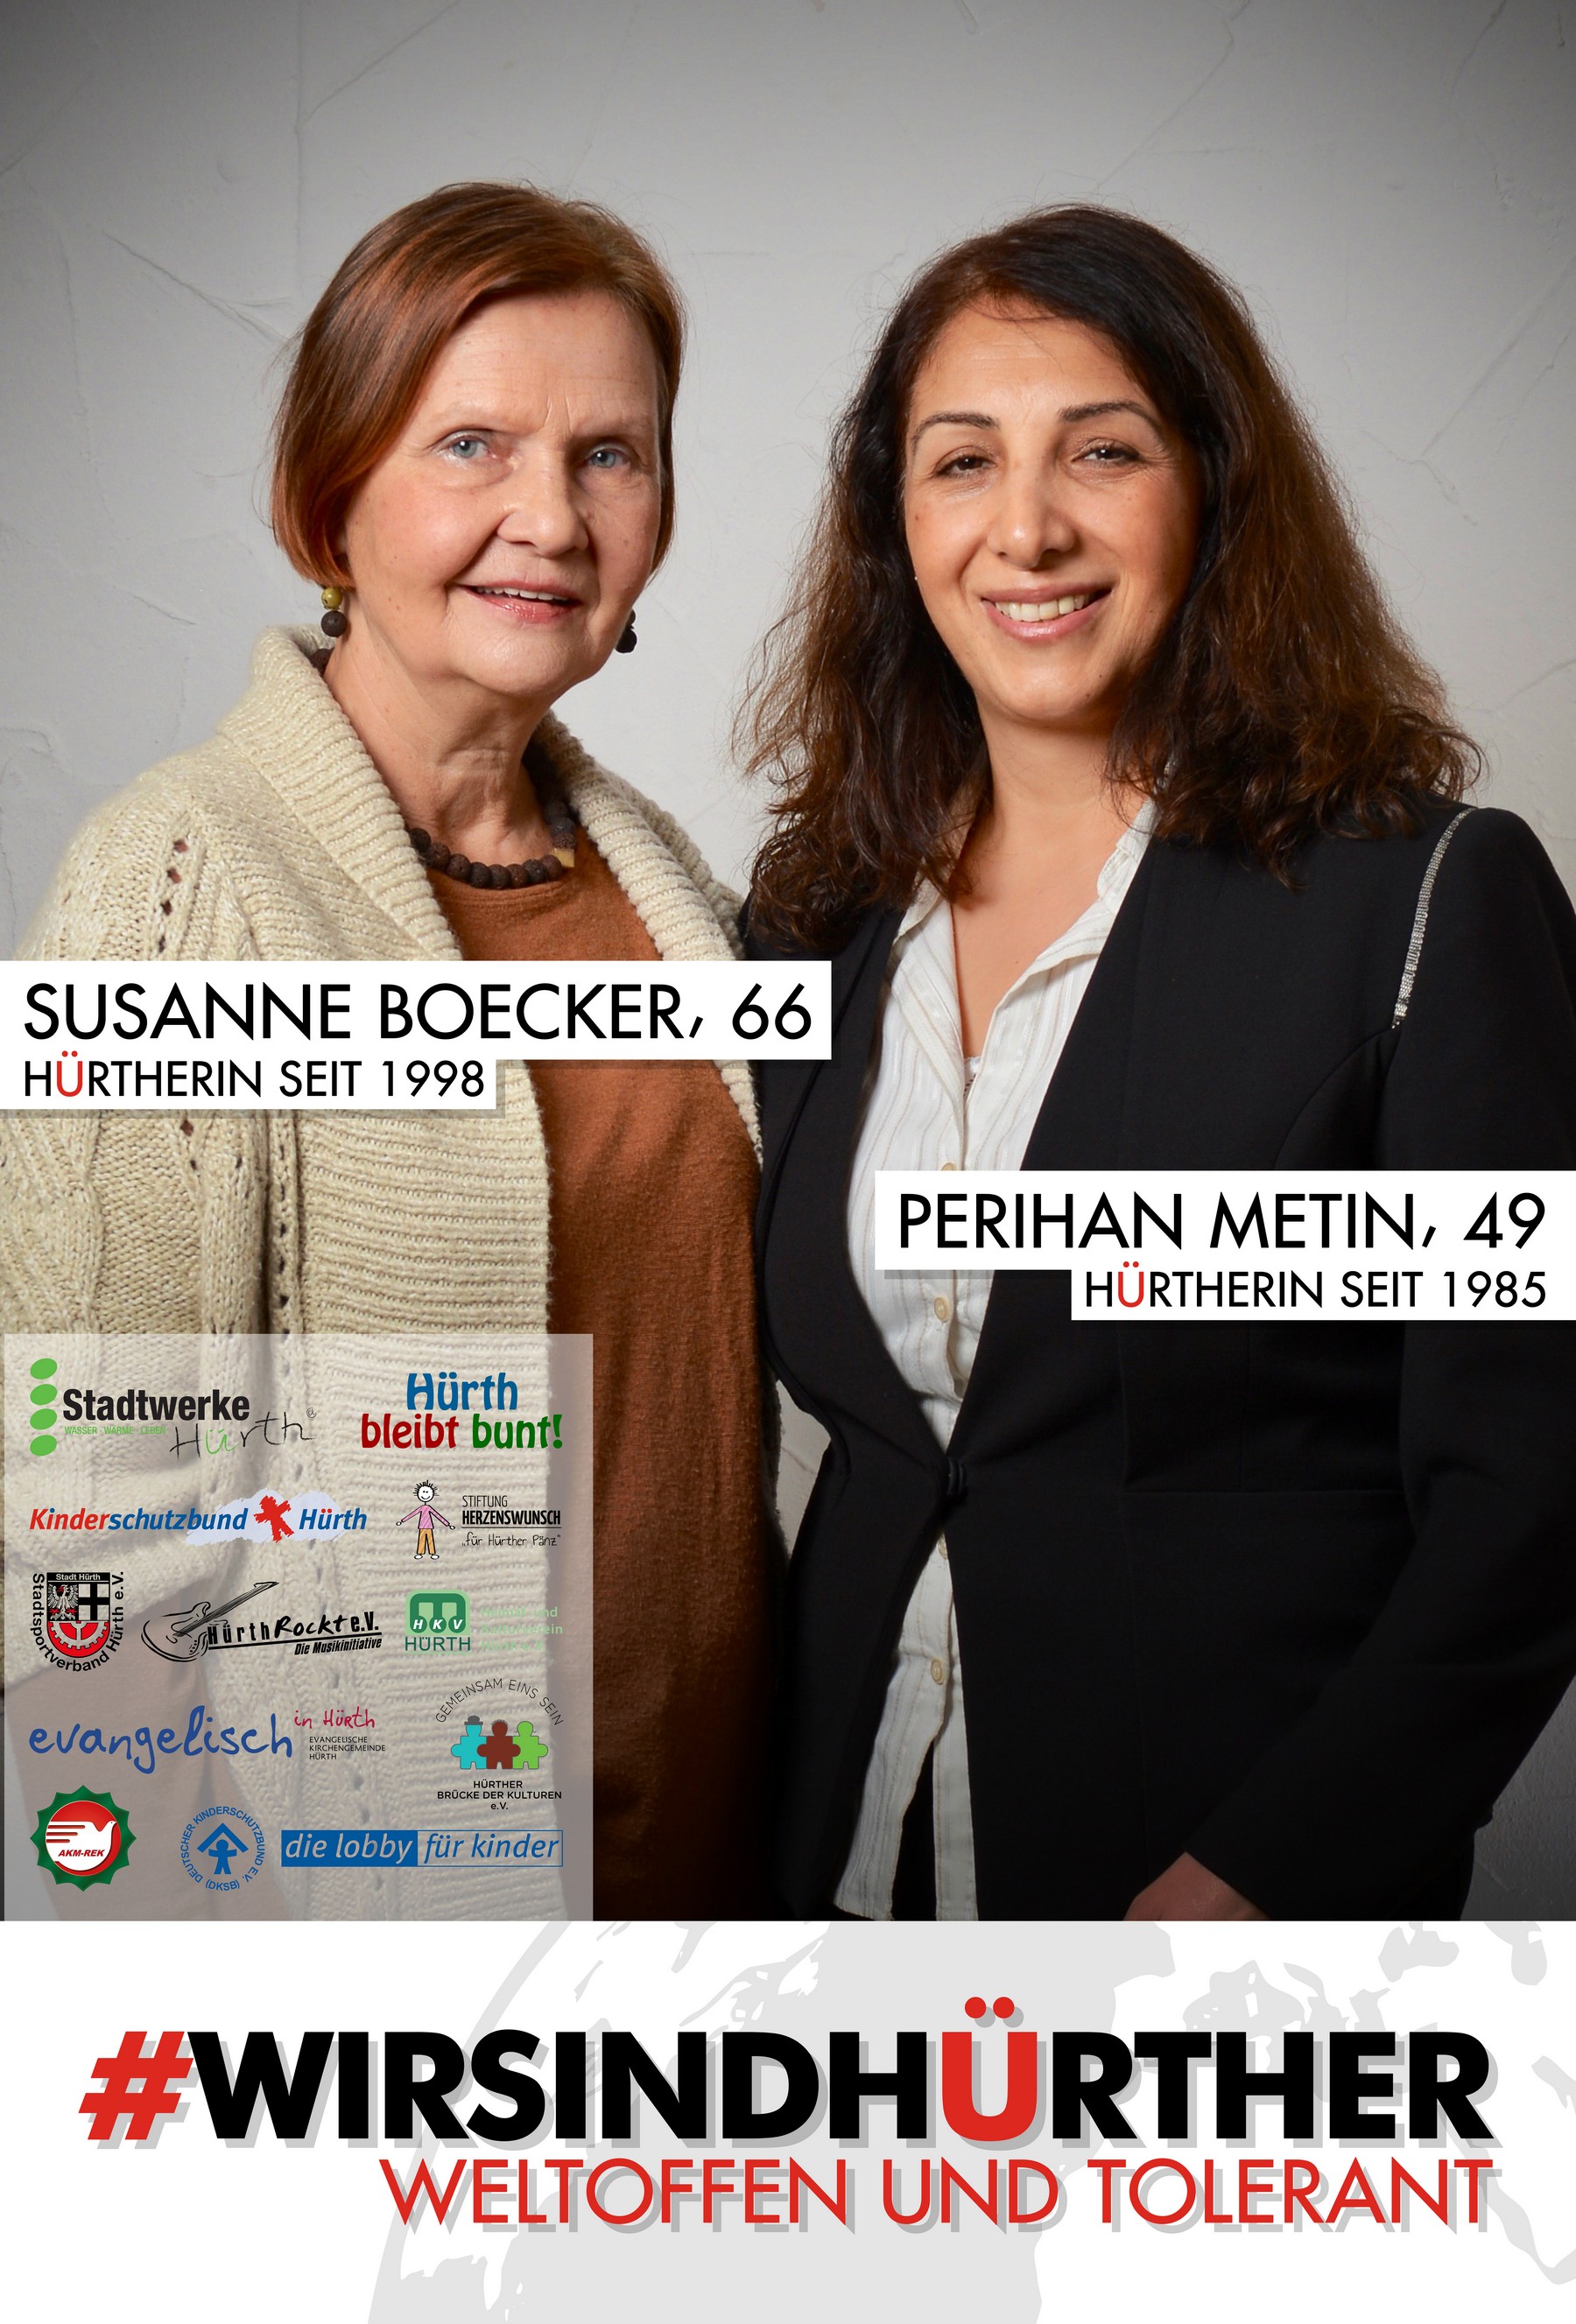 SUSANNE BOECKER, 66
HÜRTHERIN SEIT 1998
PERIHAN METIN, 49
HÜRTHERIN SEIT 1985
Stadtwerke
WASSER · WÄRME · LEBEN
Hürth®
Hürth
bleibt bunt!
Kinderschutzbund Hürth
STIFTUNG
HERZENSWUNSCH
„für Hürther Pänz"
Stadt Hürth
Stadtsportverband Hürth e.V.
HürthRockt e.V.
Die Musikinitiative
HKV
HÜRTH
Heimat- und
Kulturverein
evangelisch in Hürth
EVANGELISCHE
KIRCHENGEMEINDE
HÜRTH
GEMEINSAM EINS SEIN
HÜRTHER
BRÜCKE DER KULTUREN
e.V.
AKM-REK
DEUTSCHER KINDERSCHUTZBUND E.V.
(DKSB)
die lobby für kinder
#WIRSINDHÜRTHER
WELTOFFEN UND TOLERANT